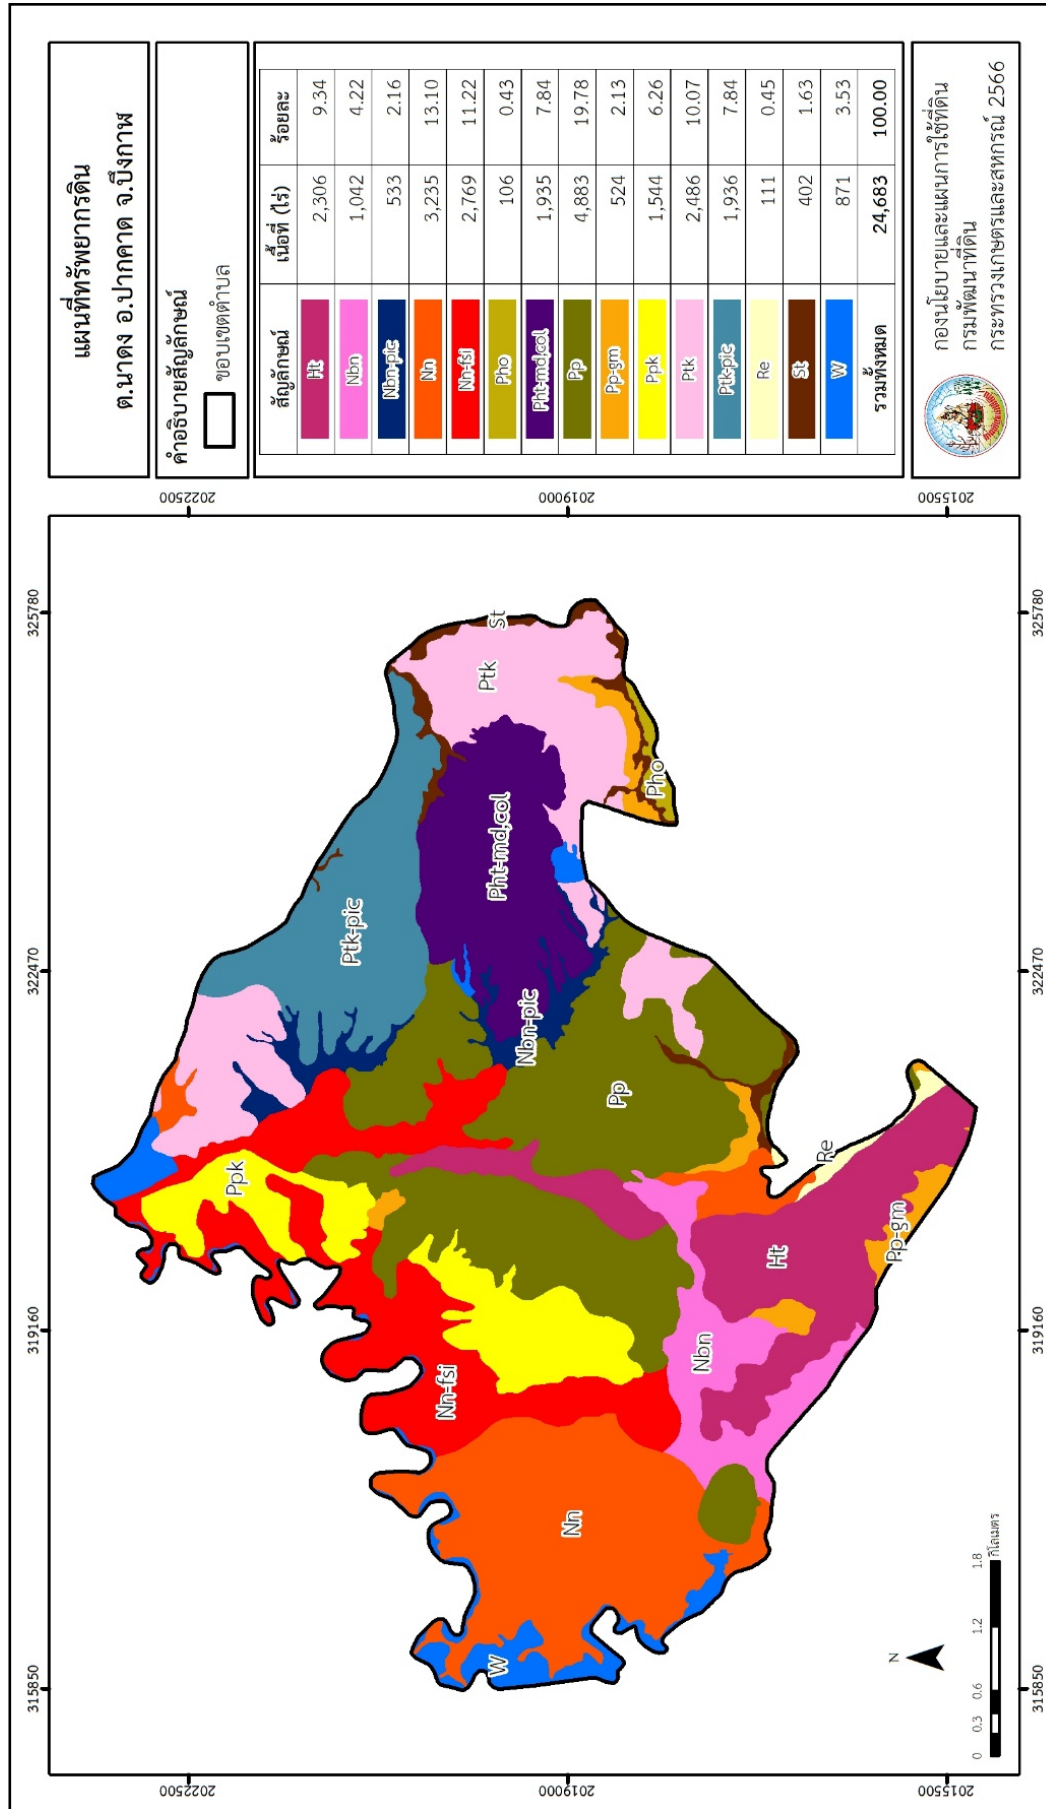 แผนที่ทรัพยากรดิน
ต.นาดง อ.ปากคาด จ.บึงกาฬ
คำอธิบายสัญลักษณ์
ขอบเขตตำบล
สัญลักษณ์ เนื้อที่ (ไร่) ร้อยละ
Ht 2,306 9.34
Nbn 1,042 4.22
Nbn-pic 533 2.16
Nn 3,235 13.10
Nn-fsi 2,769 11.22
Pho 106 0.43
Pht-md,col 1,935 7.84
Pp 4,883 19.78
Pp-gm 524 2.13
Ppk 1,544 6.26
Ptk 2,486 10.07
Ptk-pic 1,936 7.84
Re 111 0.45
St 402 1.63
W 871 3.53
รวมทั้งหมด 24,683 100.00
กองนโยบายและแผนการใช้ที่ดิน
กรมพัฒนาที่ดิน
กระทรวงเกษตรและสหกรณ์ 2566
315850 319160 322470 325780
2022500 2022500
2019000 2019000
2015500 2015500
315850 319160 322470 325780
Ppk
Ptk-pic
Ptk
St
Nn-fsi
Pht-md,col
Nbn-pic
W
Nn
Pp
Pho
Nbn
Ht
Re
Pp-gm
N
0 0.3 0.6 1.2 1.8
กิโลเมตร